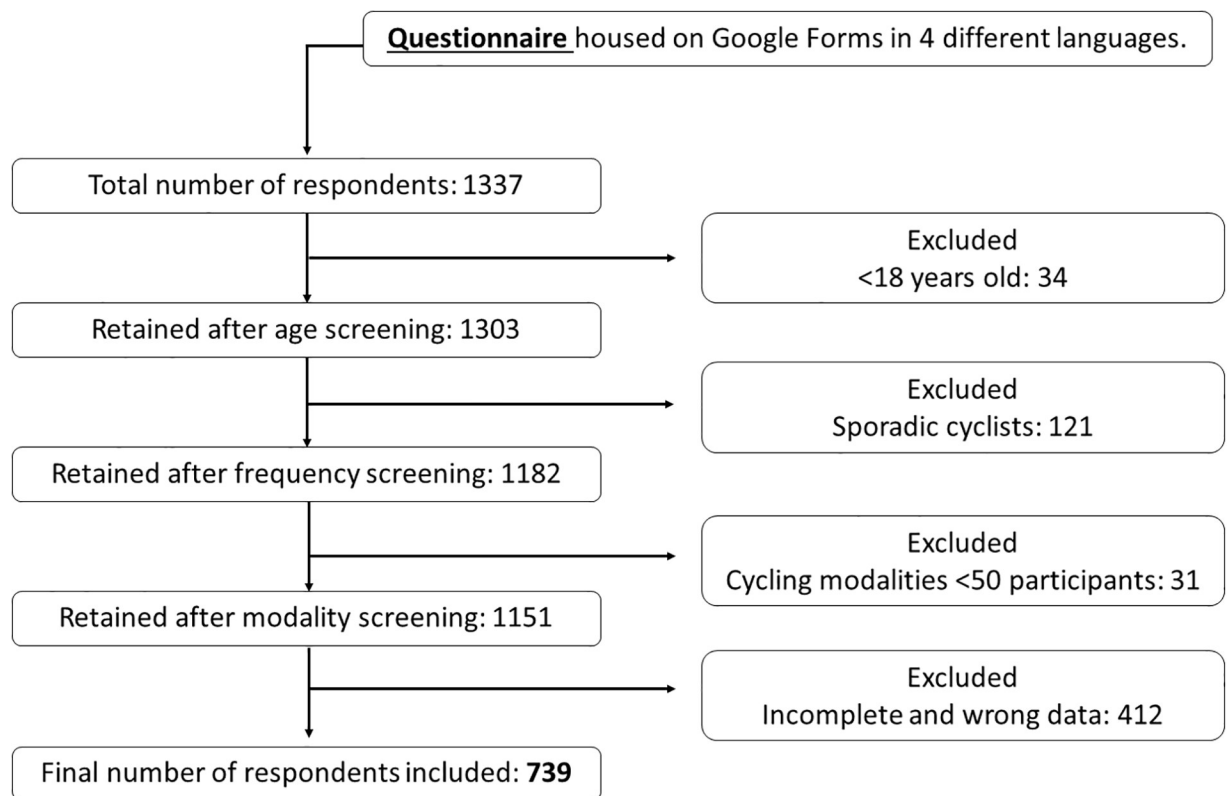 Questionnaire housed on Google Forms in 4 different languages.
Total number of respondents: 1337
Excluded
<18 years old: 34
Retained after age screening: 1303
Excluded
Sporadic cyclists: 121
Retained after frequency screening: 1182
Excluded
Cycling modalities <50 participants: 31
Retained after modality screening: 1151
Excluded
Incomplete and wrong data: 412
Final number of respondents included: 739